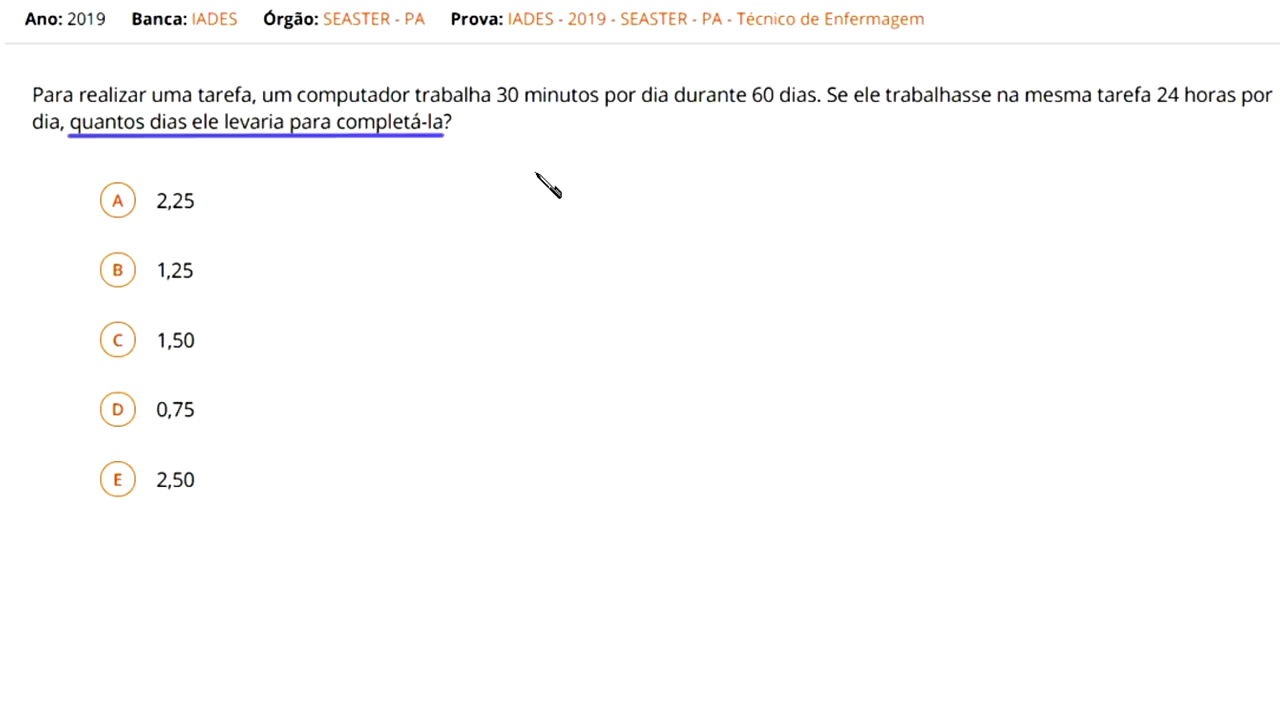 Ano: 2019 Banca: IADES Órgão: SEASTER - PA Prova: IADES - 2019 - SEASTER - PA - Técnico de Enfermagem
Para realizar uma tarefa, um computador trabalha 30 minutos por dia durante 60 dias. Se ele trabalhasse na mesma tarefa 24 horas por
dia, quantos dias ele levaria para completá-la?
A 2,25
B 1,25
C 1,50
D 0,75
E 2,50